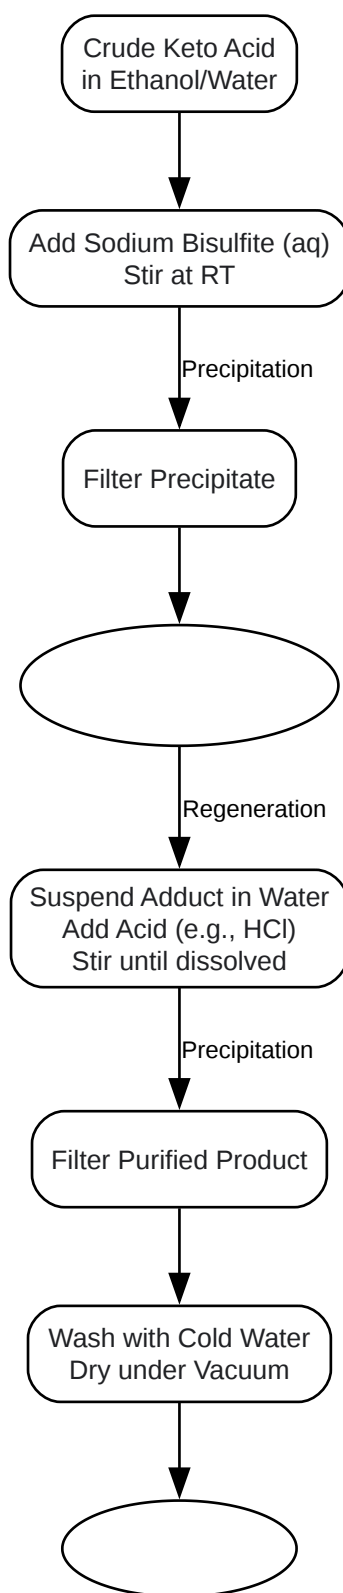 Crude Keto Acid
in Ethanol/Water
Add Sodium Bisulfite (aq)
Stir at RT
Precipitation
Filter Precipitate
Regeneration
Suspend Adduct in Water
Add Acid (e.g., HCl)
Stir until dissolved
Precipitation
Filter Purified Product
Wash with Cold Water
Dry under Vacuum